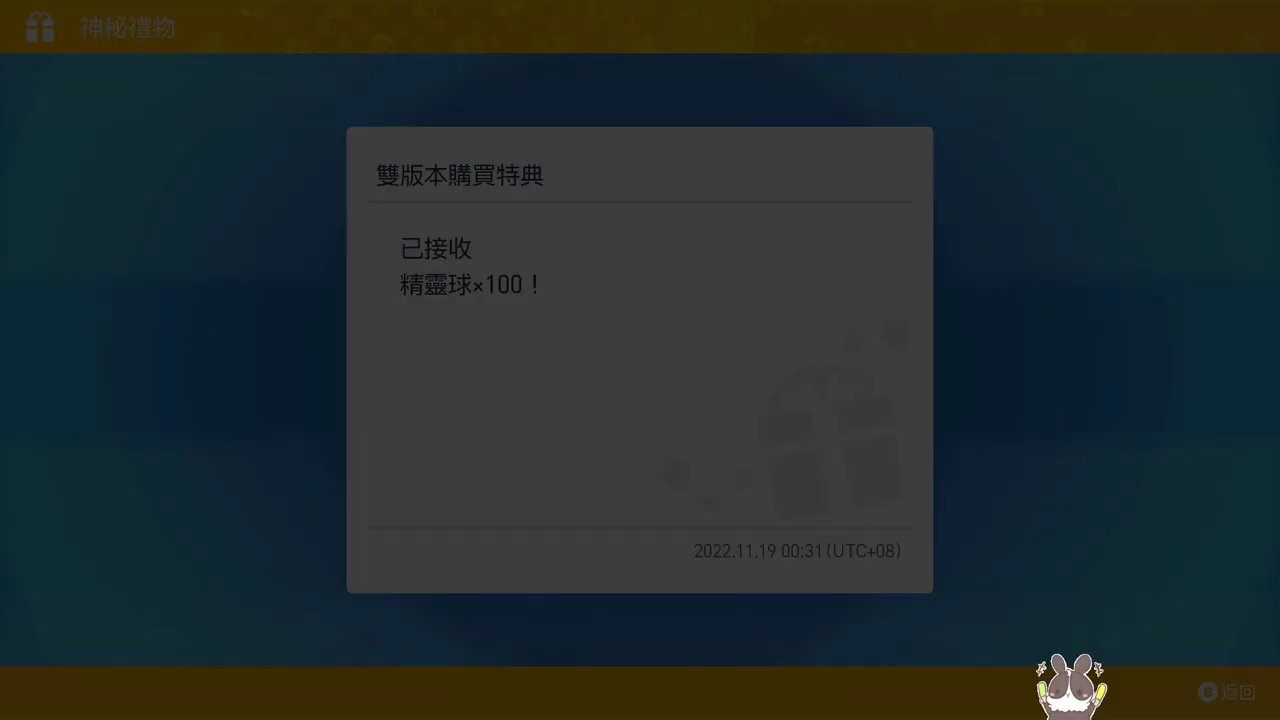 神秘禮物
雙版本購買特典
已接收
精靈球×100！
2022.11.19 00:31(UTC+08)
B返回